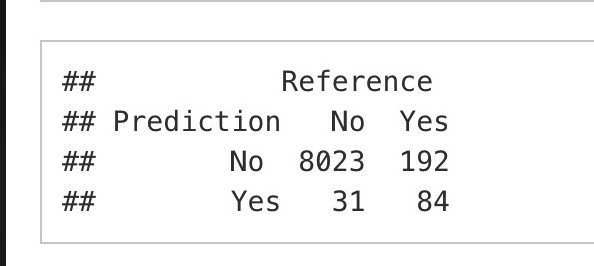 ##           Reference
## Prediction   No  Yes
##        No  8023  192
##        Yes   31   84